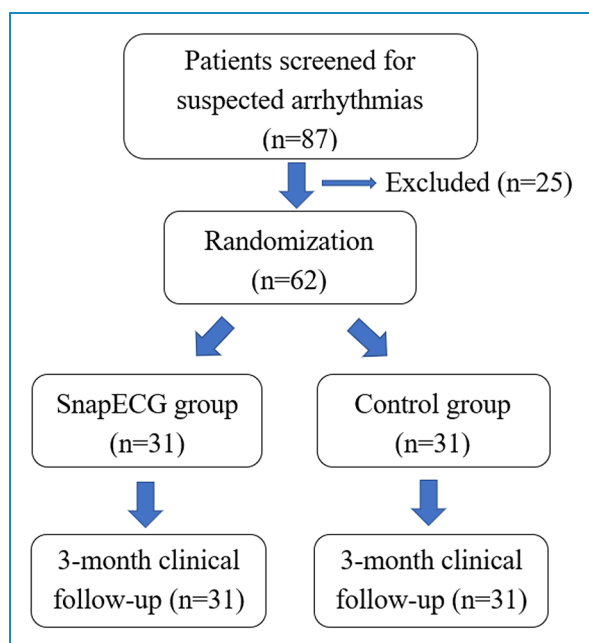 Patients screened for
suspected arrhythmias
(n=87)
Excluded (n=25)
Randomization
(n=62)
SnapECG group
(n=31)
Control group
(n=31)
3-month clinical
follow-up (n=31)
3-month clinical
follow-up (n=31)